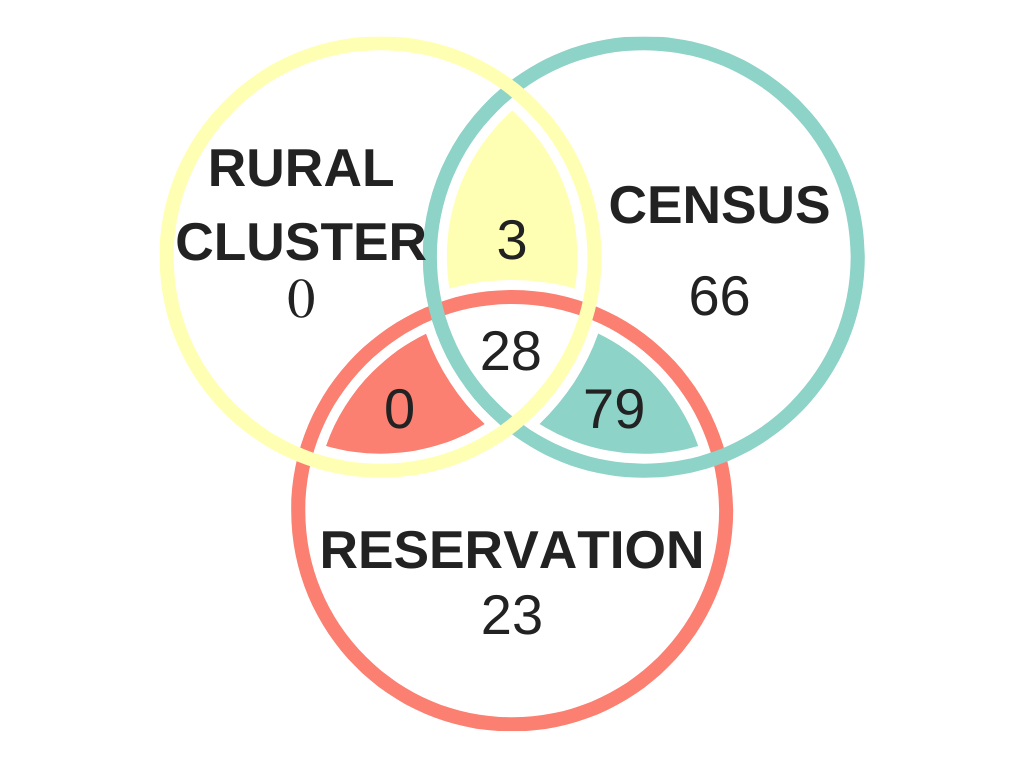 RURAL
CLUSTER
0
3
CENSUS
66
28
0
79
RESERVATION
23